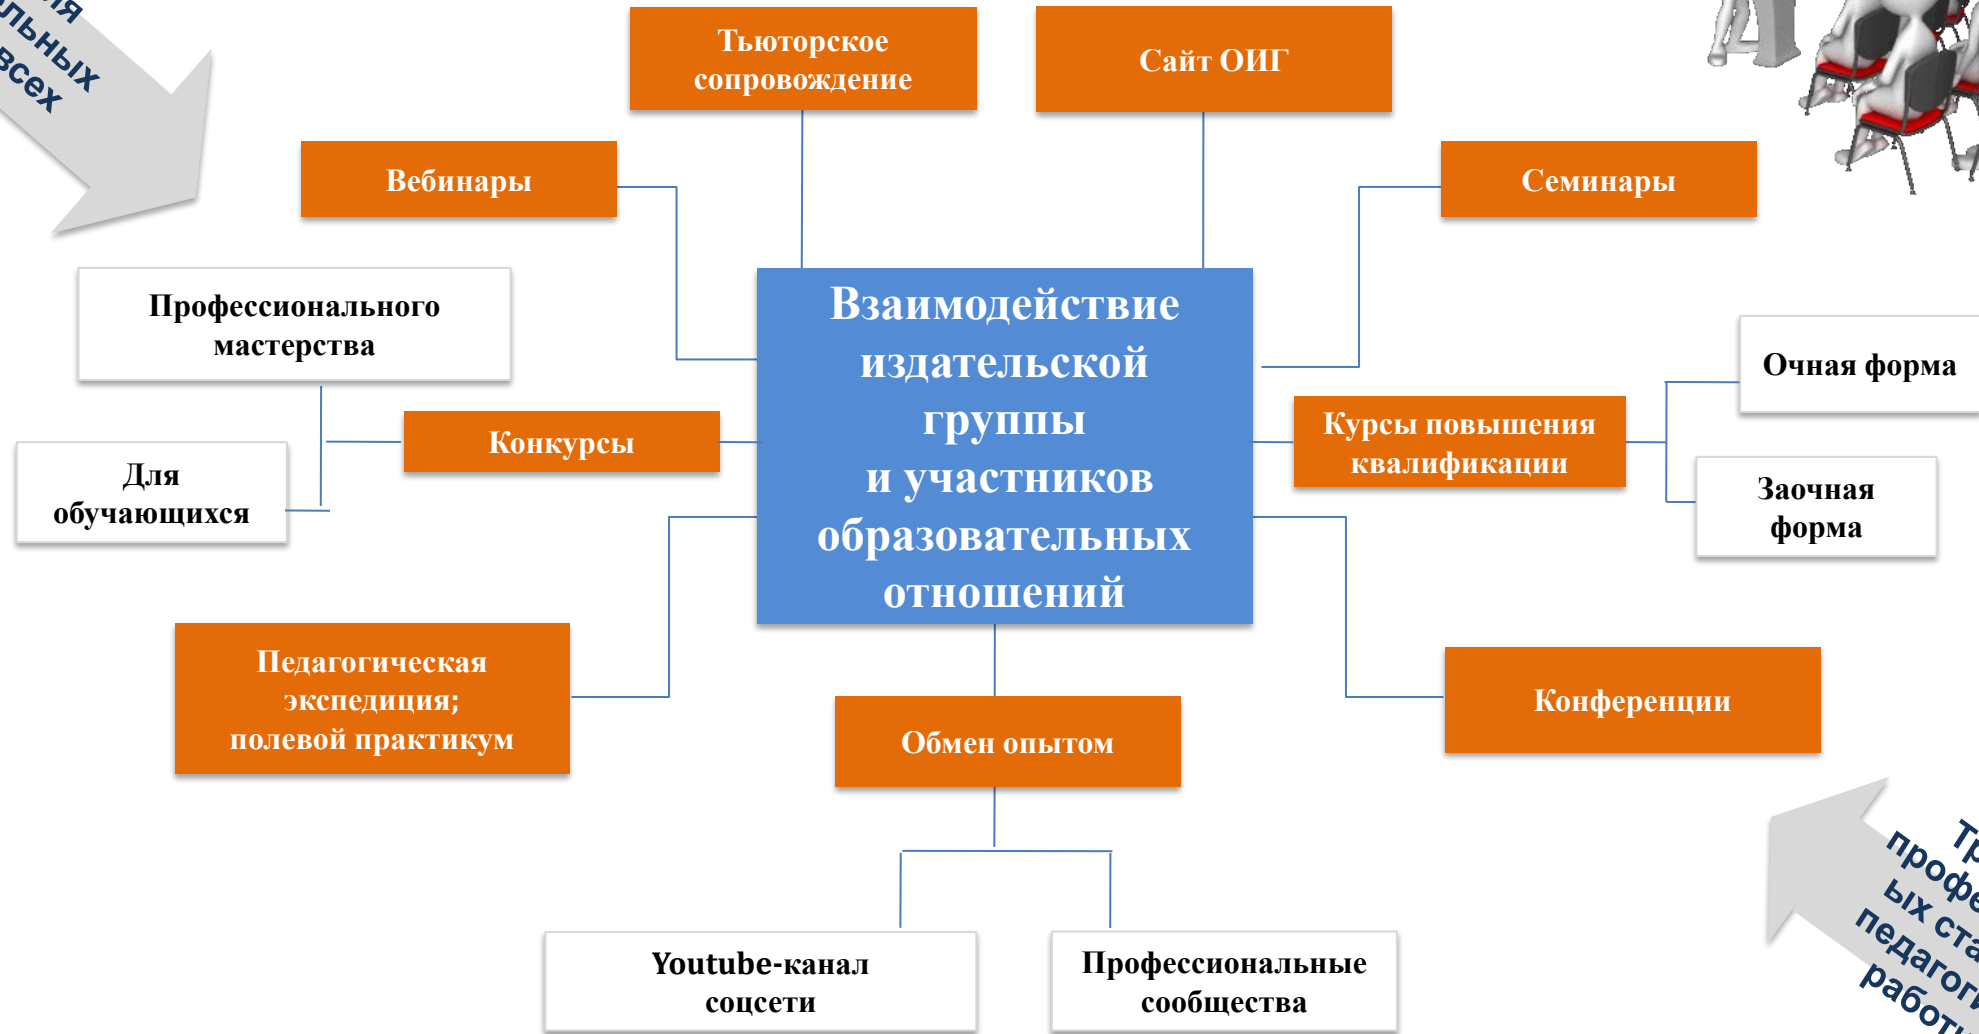 всех
Тьюторское
сопровождение
Сайт ОИГ
Вебинары
Семинары
Профессионального
мастерства
Взаимодействие
издательской
группы
и участников
образовательных
отношений
Очная форма
Конкурсы
Курсы повышения
квалификации
Для
обучающихся
Заочная
форма
Педагогическая
экспедиция;
полевой практикум
Обмен опытом
Конференции
Youtube-канал
соцсети
Профессиональные
сообщества